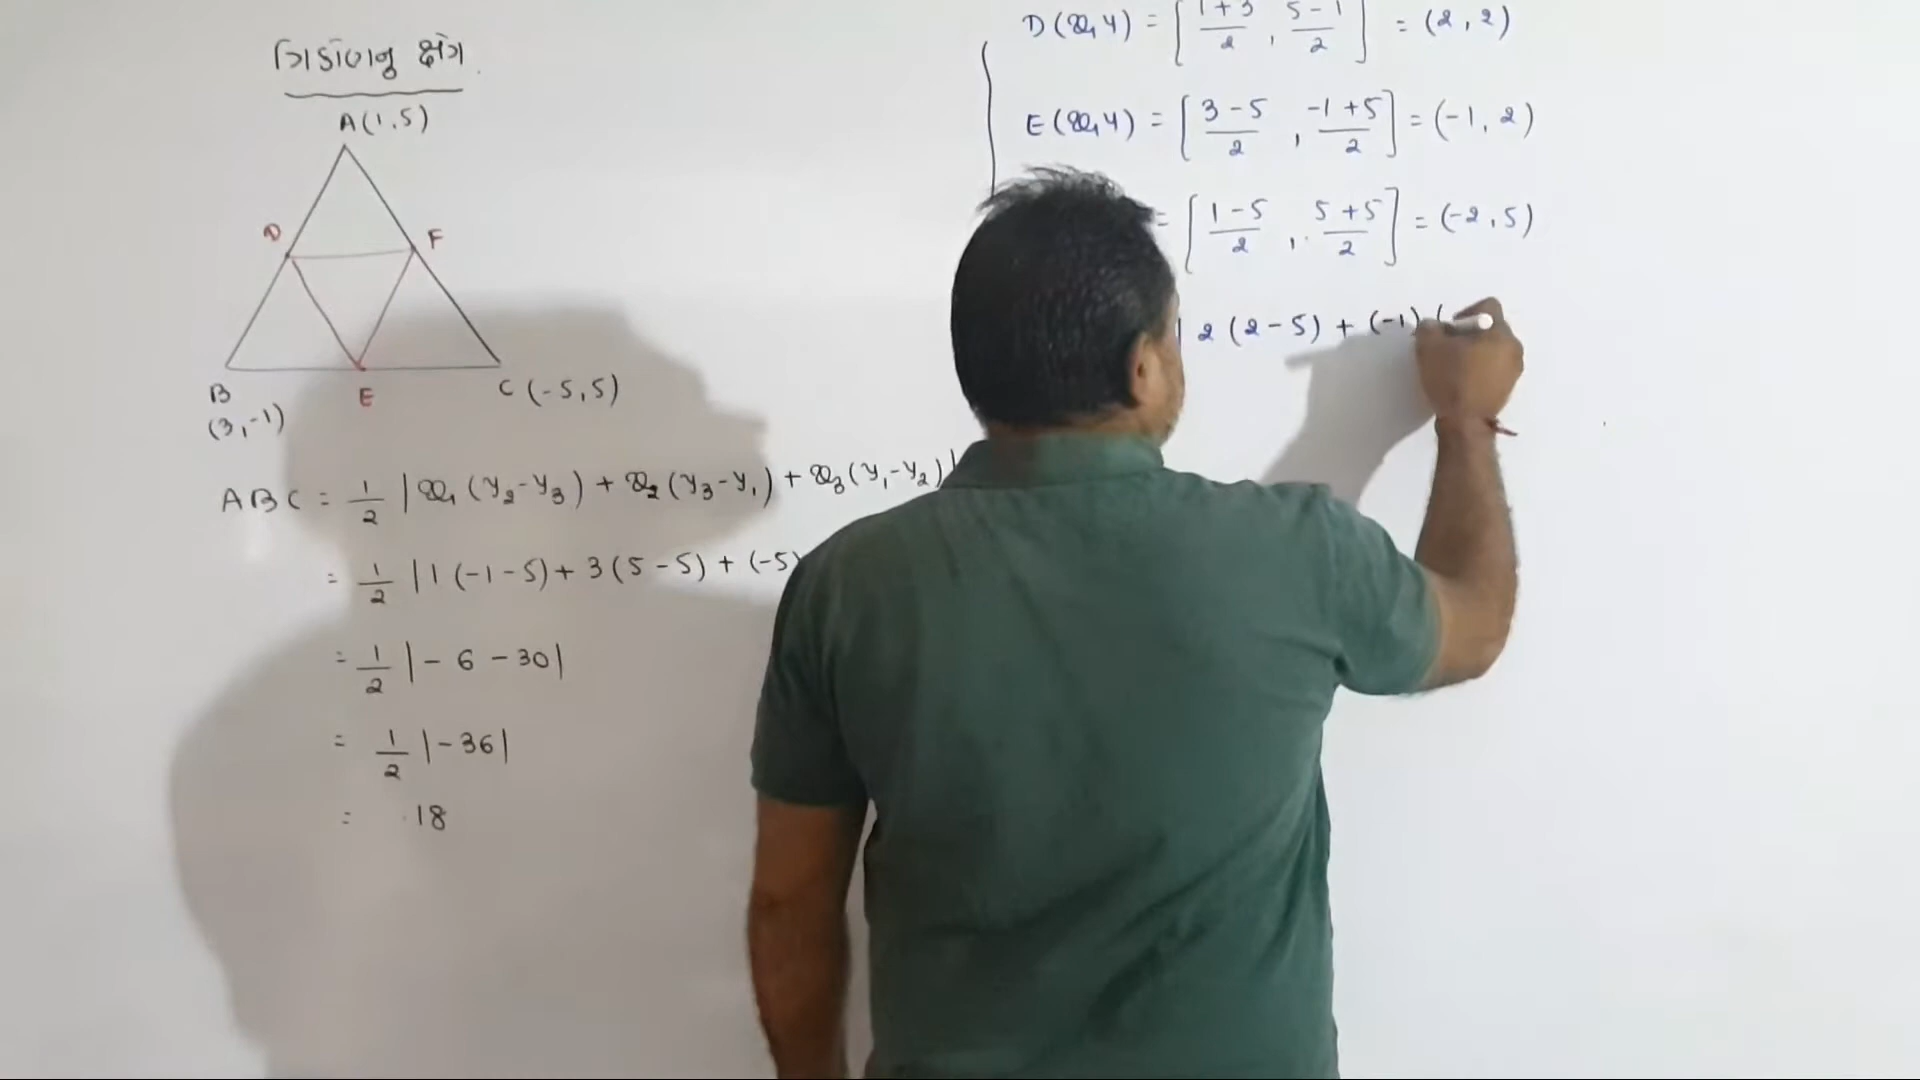 ત્રિકોણનુ ક્ષેત્ર.
A(1,5)
D
F
B
(3,-1)
E
C (-5,5)
ABC = 1/2 | x₁ (y₂-y₃) + x₂ (y₃-y₁) + x₃ (y₁-y₂) |
= 1/2 | 1 (-1-5) + 3 (5-5) + (-5)
= 1/2 |- 6 - 30|
= 1/2 |-36|
= 18
D (x,y) = [ 1+3/2 , 5-1/2 ] = (2, 2)
E (x,y) = [ 3-5/2 , -1+5/2 ] = (-1, 2)
= [ 1-5/2 , 5+5/2 ] = (-2, 5)
| 2 (2-5) + (-1) (